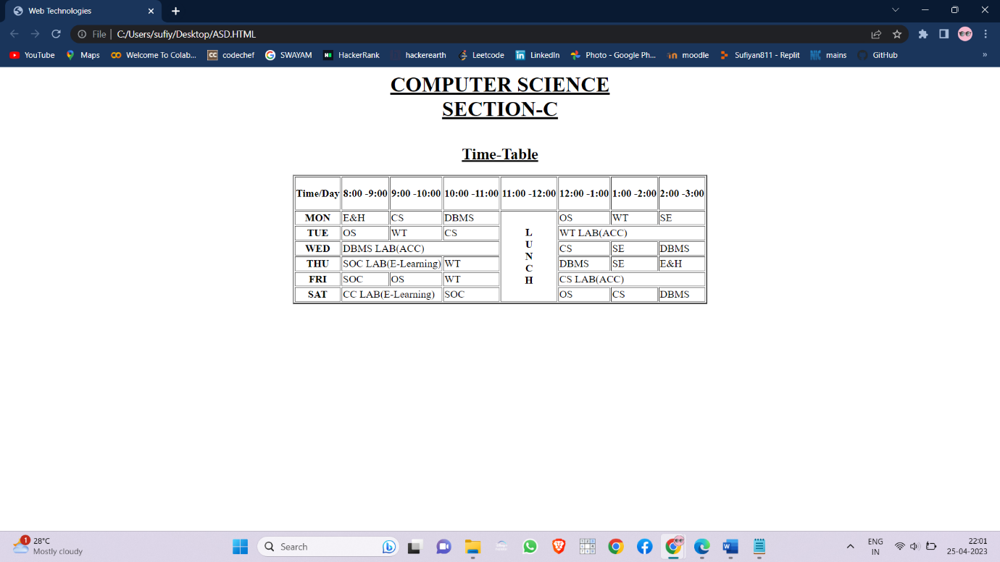 Web Technologies
File | C:/Users/sufiy/Desktop/ASD.HTML
YouTube Maps Welcome To Colab... codechef SWAYAM HackerRank hackerearth Leetcode LinkedIn Photo - Google Ph... moodle Sufiyan811 - Replit mains GitHub »
COMPUTER SCIENCE
SECTION-C
Time-Table
Time/Day 8:00 -9:00 9:00 -10:00 10:00 -11:00 11:00 -12:00 12:00 -1:00 1:00 -2:00 2:00 -3:00
MON E&H CS DBMS OS WT SE
TUE OS WT CS WT LAB(ACC)
WED DBMS LAB(ACC) CS SE DBMS
THU SOC LAB(E-Learning) WT DBMS SE E&H
FRI SOC OS WT CS LAB(ACC)
SAT CC LAB(E-Learning) SOC OS CS DBMS
L
U
N
C
H
1
28°C
Mostly cloudy
Search
ENG
IN
22:01
25-04-2023